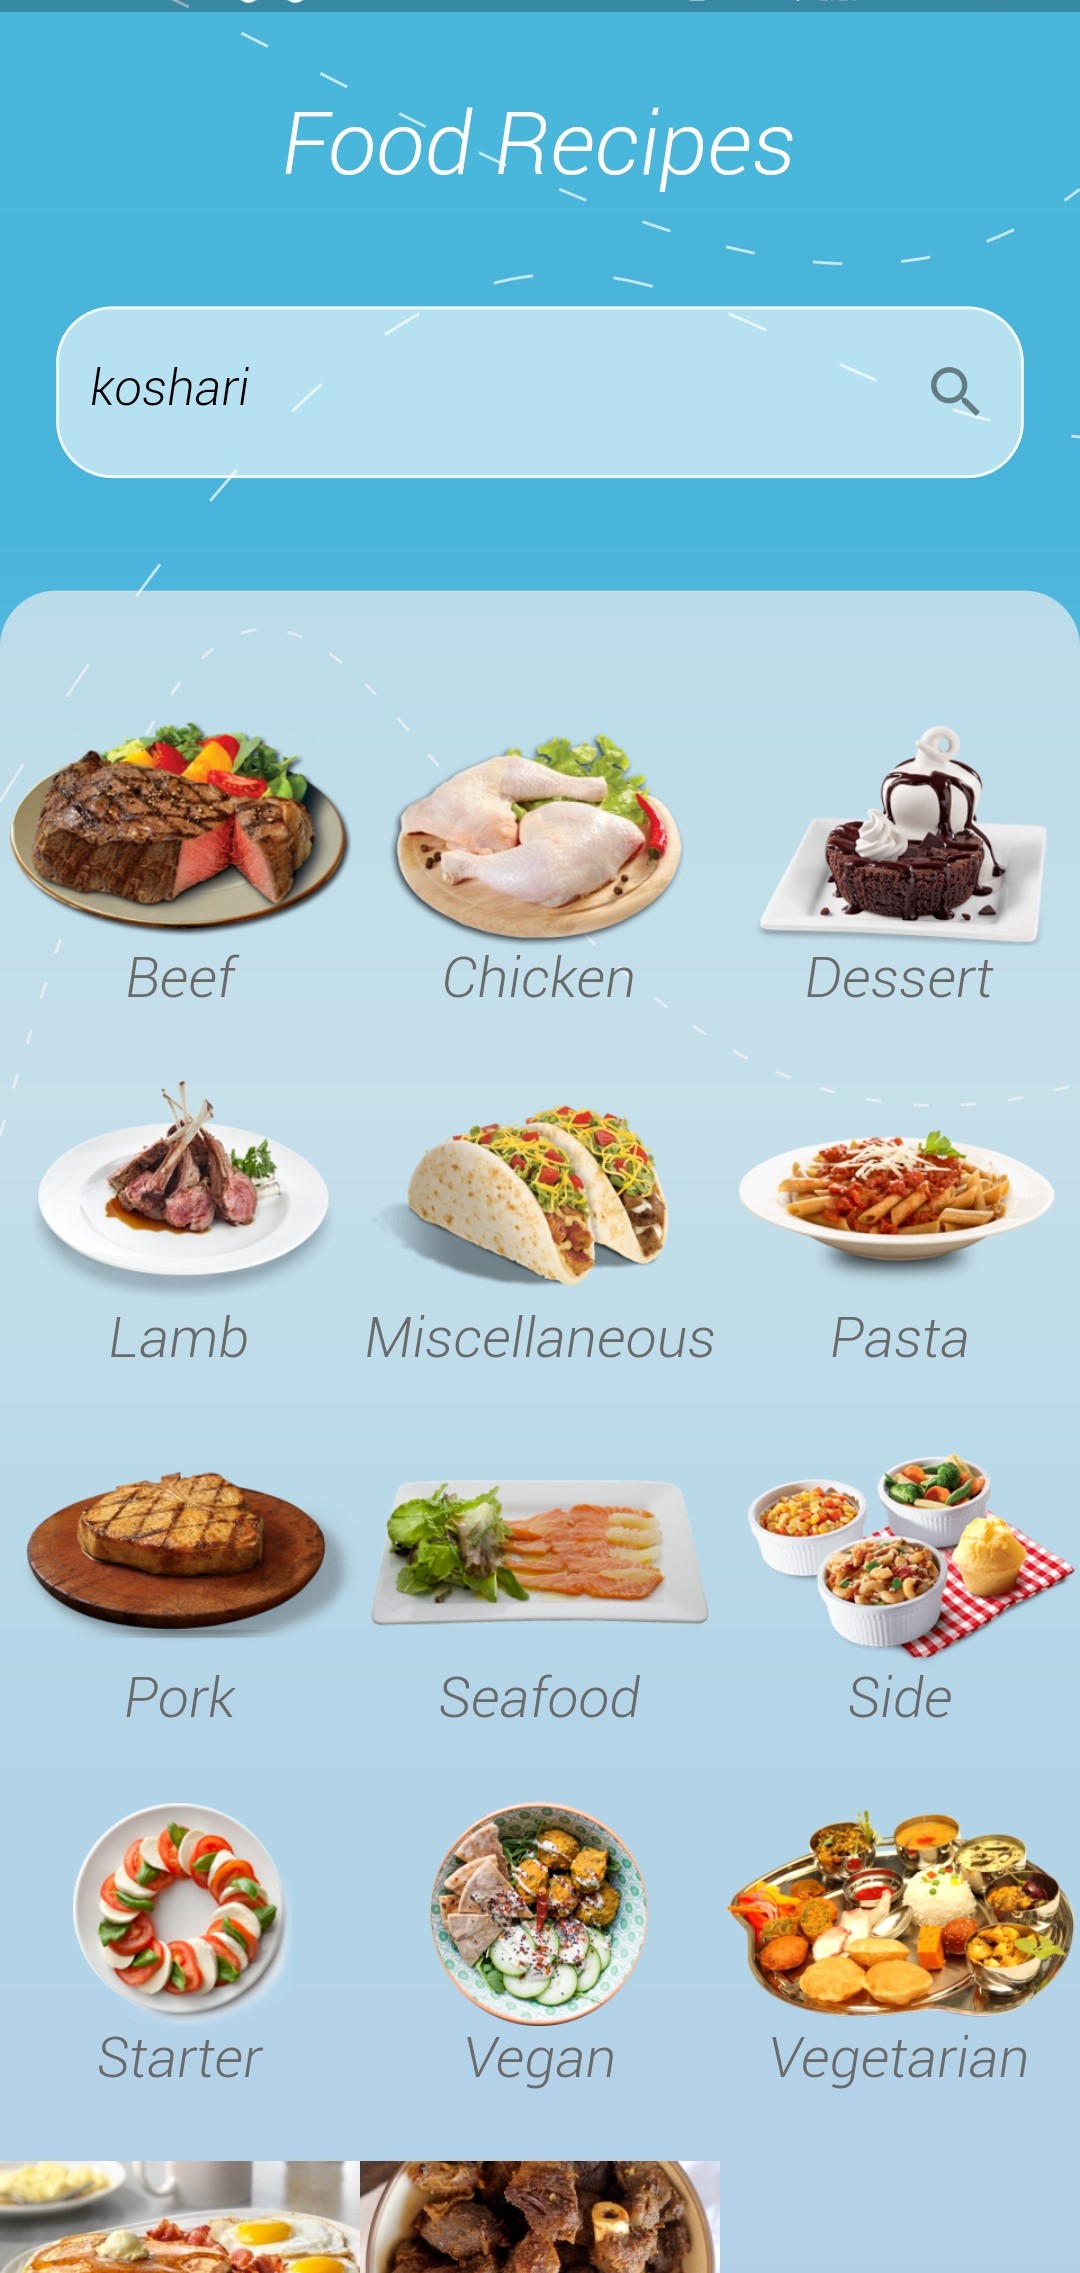 Food Recipes
koshari
Beef
Chicken
Dessert
Lamb
Miscellaneous
Pasta
Pork
Seafood
Side
Starter
Vegan
Vegetarian